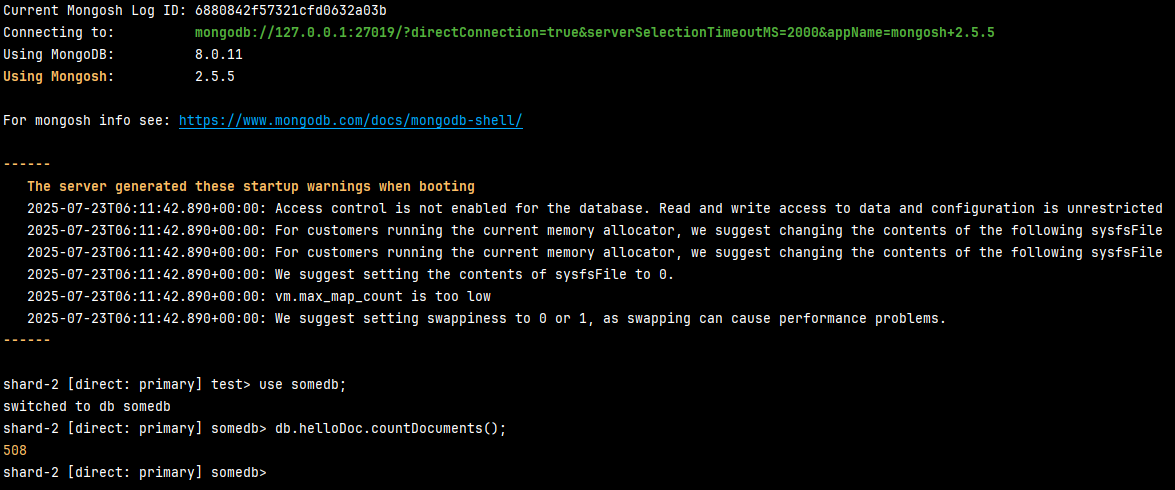 Current Mongosh Log ID: 6880842f57321cfd0632a03b
Connecting to: mongodb://127.0.0.1:27019/?directConnection=true&serverSelectionTimeoutMS=2000&appName=mongosh+2.5.5
Using MongoDB: 8.0.11
Using Mongosh: 2.5.5
For mongosh info see: https://www.mongodb.com/docs/mongodb-shell/
------
The server generated these startup warnings when booting
2025-07-23T06:11:42.890+00:00: Access control is not enabled for the database. Read and write access to data and configuration is unrestricted
2025-07-23T06:11:42.890+00:00: For customers running the current memory allocator, we suggest changing the contents of the following sysfsFile
2025-07-23T06:11:42.890+00:00: For customers running the current memory allocator, we suggest changing the contents of the following sysfsFile
2025-07-23T06:11:42.890+00:00: We suggest setting the contents of sysfsFile to 0.
2025-07-23T06:11:42.890+00:00: vm.max_map_count is too low
2025-07-23T06:11:42.890+00:00: We suggest setting swappiness to 0 or 1, as swapping can cause performance problems.
------
shard-2 [direct: primary] test> use somedb;
switched to db somedb
shard-2 [direct: primary] somedb> db.helloDoc.countDocuments();
508
shard-2 [direct: primary] somedb>